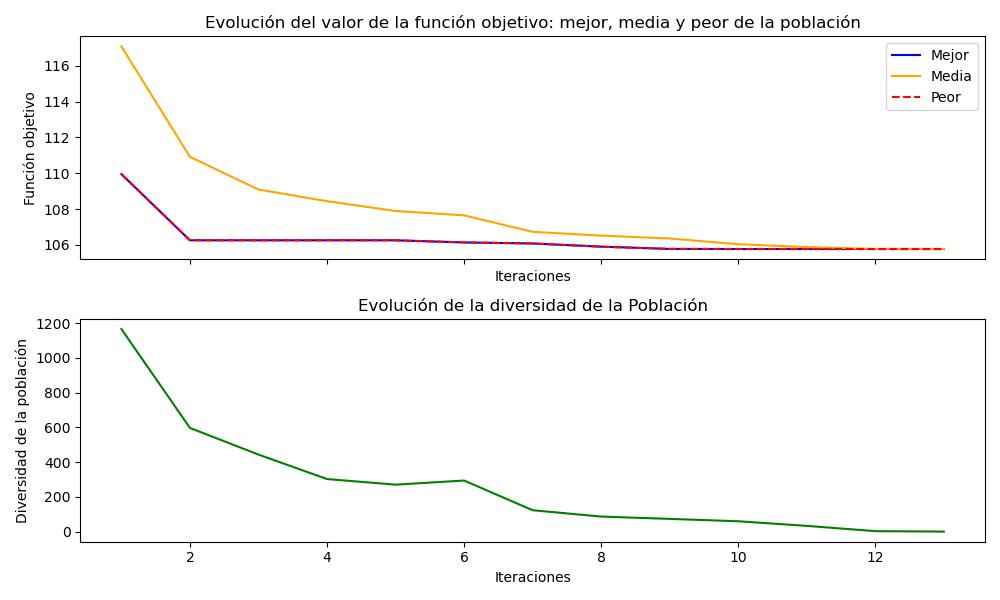 Evolución del valor de la función objetivo: mejor, media y peor de la población
Función objetivo
116
114
112
110
108
106
Mejor
Media
Peor
Iteraciones
Evolución de la diversidad de la Población
Diversidad de la población
1200
1000
800
600
400
200
0
2 4 6 8 10 12
Iteraciones